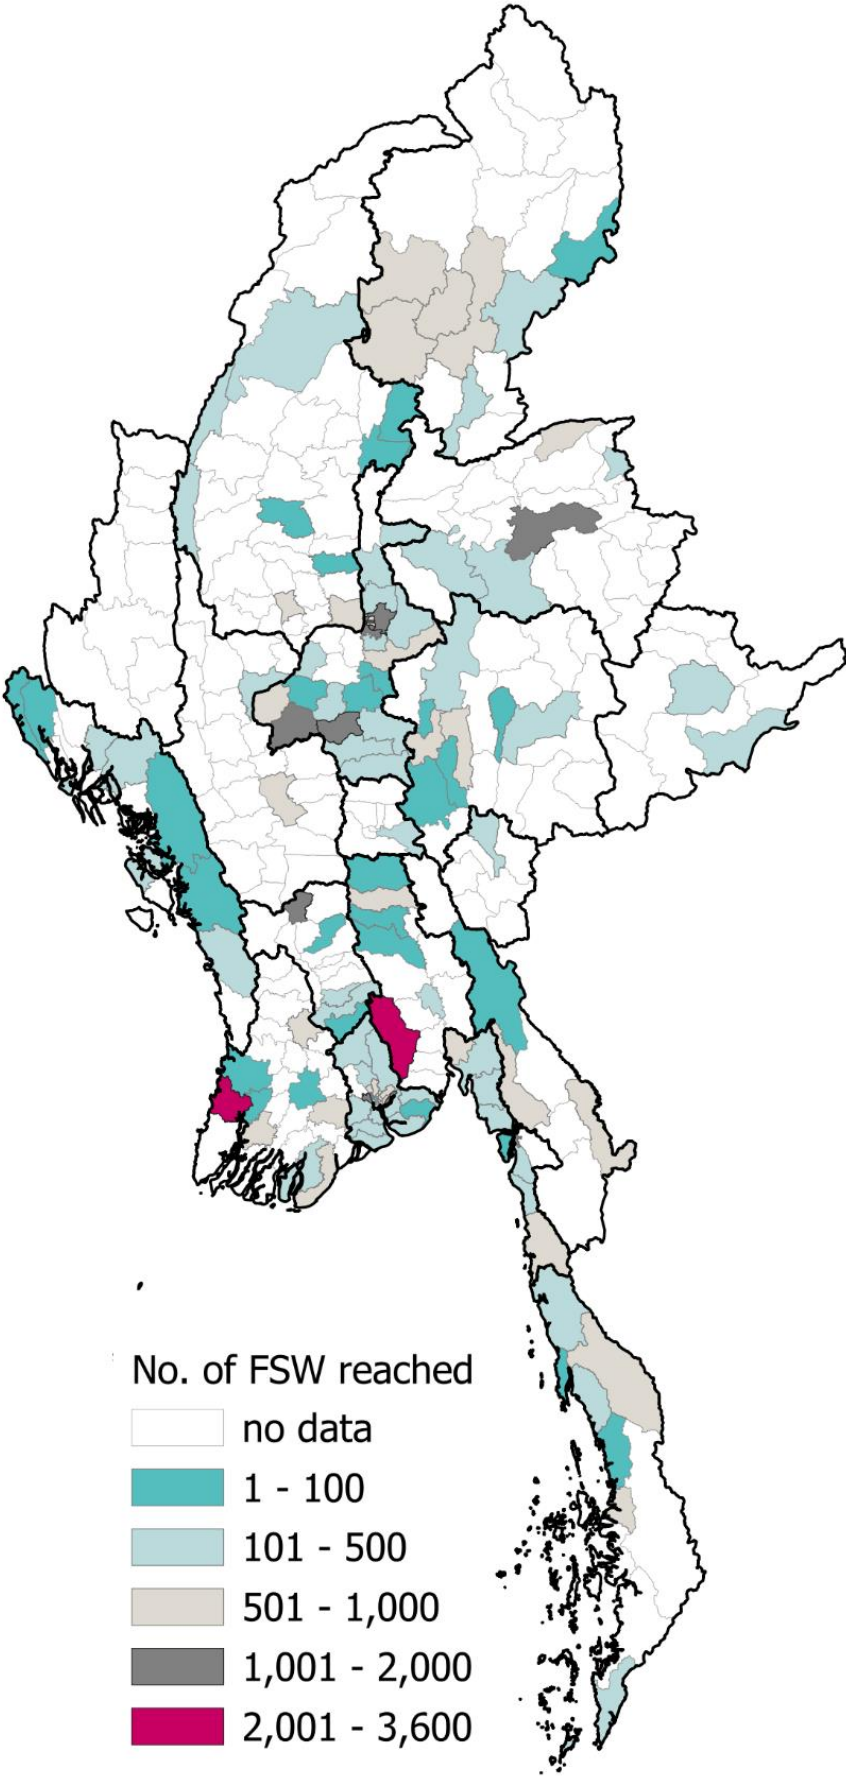 No. of FSW reached
no data
1 - 100
101 - 500
501 - 1,000
1,001 - 2,000
2,001 - 3,600